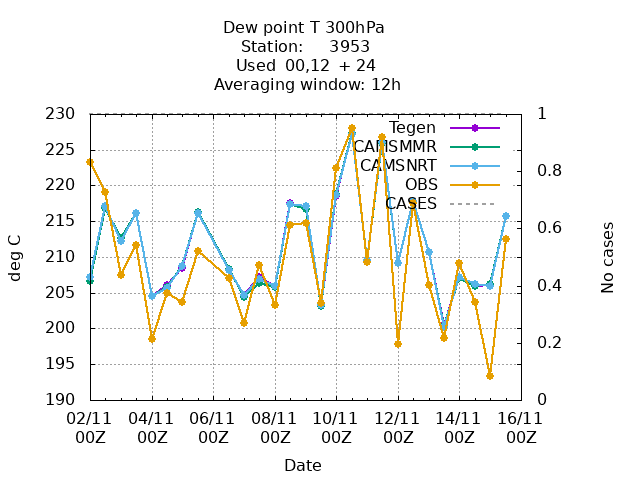 Dew point T 300hPa
Station: 3953
Used 00,12 + 24
Averaging window: 12h
230
225
220
215
210
205
200
195
190
1
0.8
0.6
0.4
0.2
0
Tegen
CAMSMMR
CAMSNRT
OBS
CASES
deg C
No cases
02/11 04/11 06/11 08/11 10/11 12/11 14/11 16/11
00Z 00Z 00Z 00Z 00Z 00Z 00Z 00Z
Date